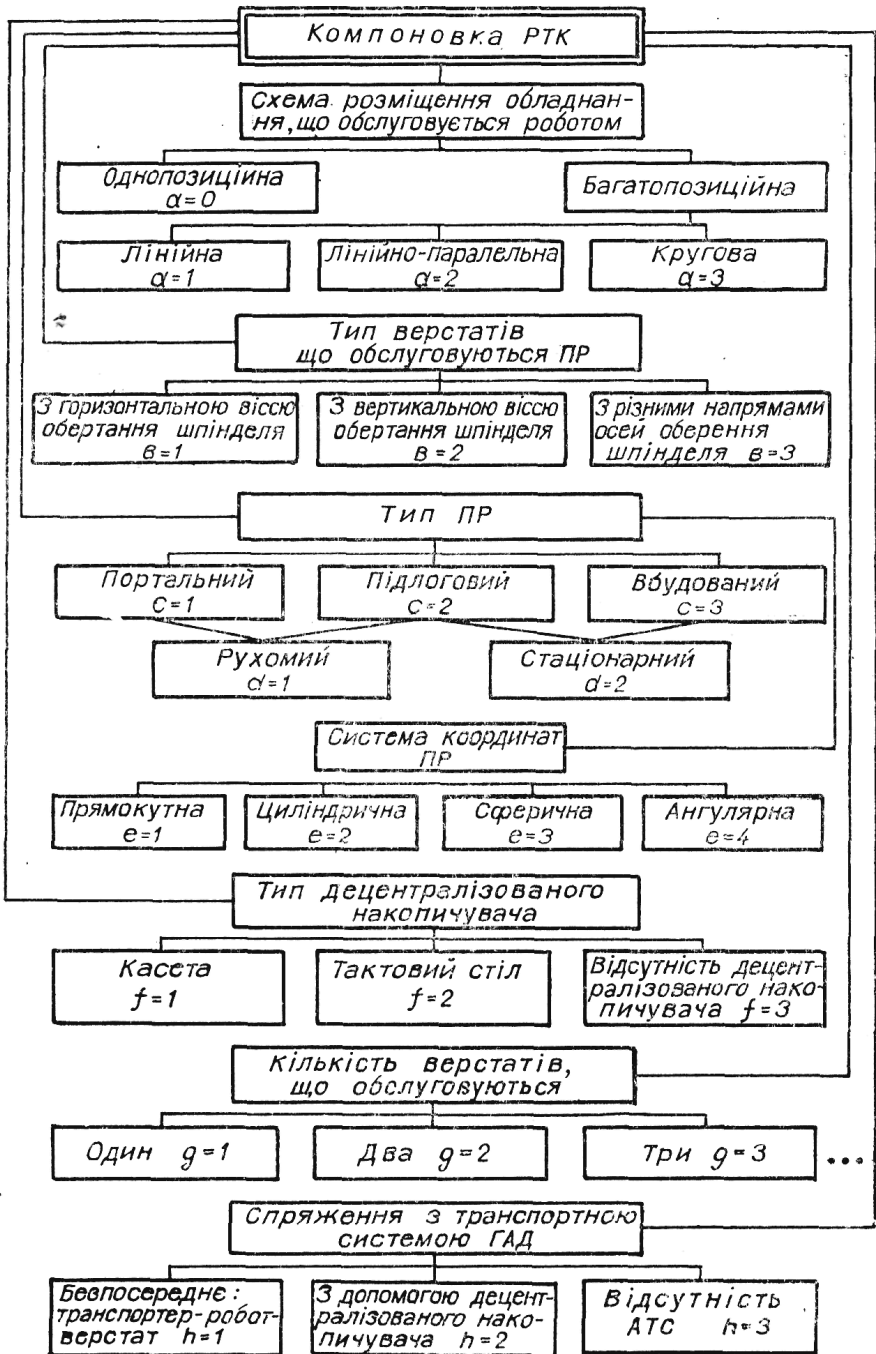 Компоновка РТК
Схема розміщення обладнан-
ня, що обслуговується роботом
Однопозиційна
a=0
Багатопозиційна
Лінійна
a=1
Лінійно-паралельна
a=2
Кругова
a=3
Тип верстатів
що обслуговуються ПР
З горизонтальною віссю
обертання шпінделя
в=1
З вертикальною віссю
обертання шпінделя
в=2
З різними напрямами
осей оберення
шпінделя в=3
Тип ПР
Портальний
c=1
Підлоговий
c=2
Вбудований
c=3
Рухомий
d=1
Стаціонарний
d=2
Система координат
ПР
Прямокутна
e=1
Циліндрична
e=2
Сферична
e=3
Ангулярна
e=4
Тип децентралізованого
накопичувача
Касета
f=1
Тактовий стіл
f=2
Відсутність децент-
ралізованого нако-
пичувача f=3
Кількість верстатів,
що обслуговуються
Один g=1
Два g=2
Три g=3 ...
Спряження з транспортною
системою ГАД
Безпосереднє:
транспортер-робот-
верстат h=1
З допомогою децент-
ралізованого нако-
пичувача h=2
Відсутність
АТС h=3